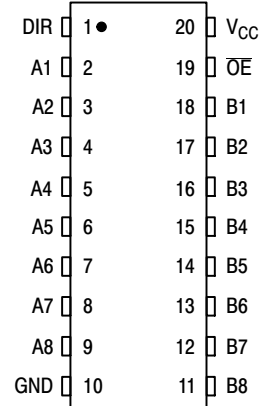 DIR 1 20 V_CC
A1 2 19 O̅E̅
A2 3 18 B1
A3 4 17 B2
A4 5 16 B3
A5 6 15 B4
A6 7 14 B5
A7 8 13 B6
A8 9 12 B7
GND 10 11 B8